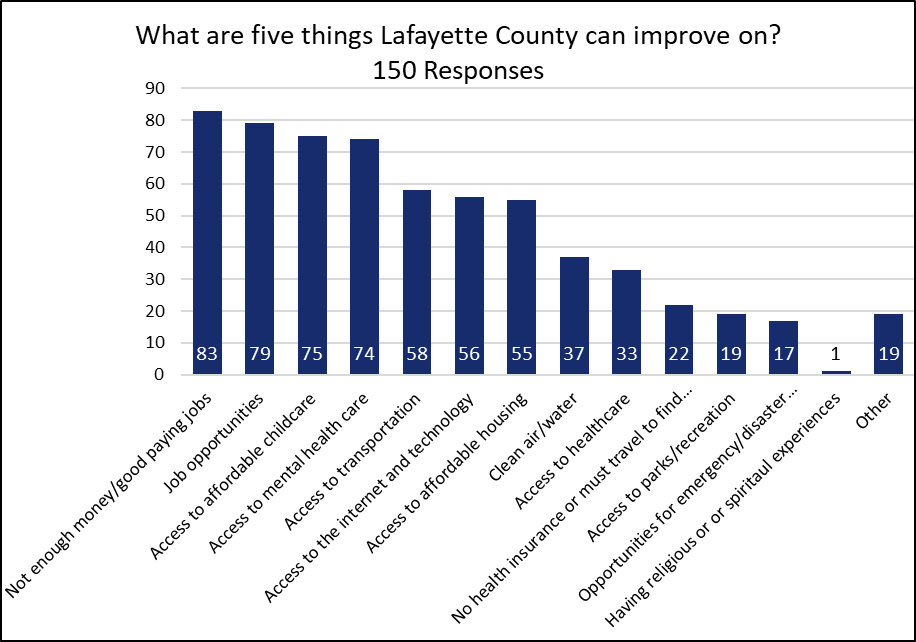 What are five things Lafayette County can improve on?
150 Responses
90
80
70
60
50
40
30
20
10
0
83
79
75
74
58
56
55
37
33
22
19
17
1
19
Not enough money/good paying jobs
Job opportunities
Access to affordable childcare
Access to mental health care
Access to transportation
Access to the internet and technology
Access to affordable housing
Clean air/water
Access to healthcare
No health insurance or must travel to find...
Access to parks/recreation
Opportunities for emergency/disaster...
Having religious or or spiritaul experiences
Other